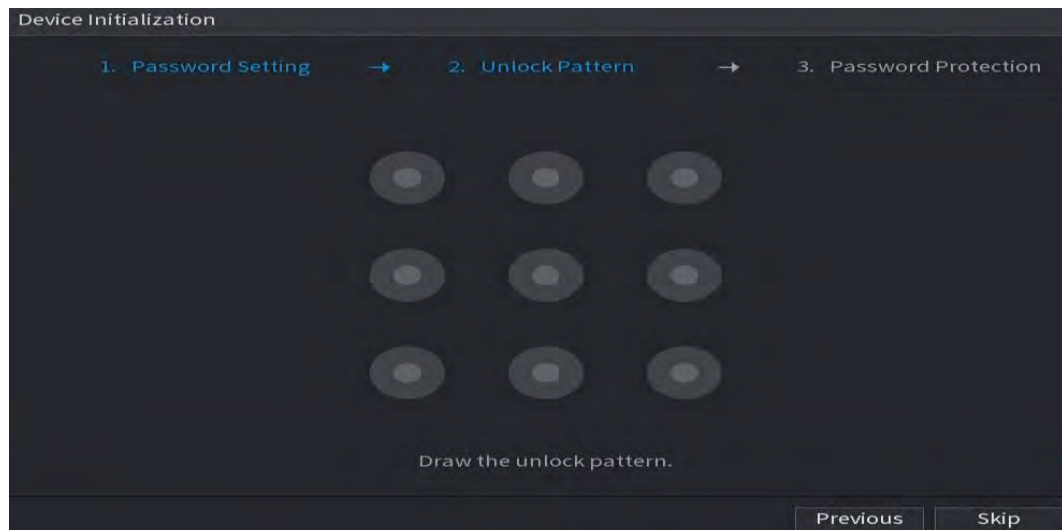 Device Initialization
1. Password Setting → 2. Unlock Pattern → 3. Password Protection
Draw the unlock pattern.
Previous Skip